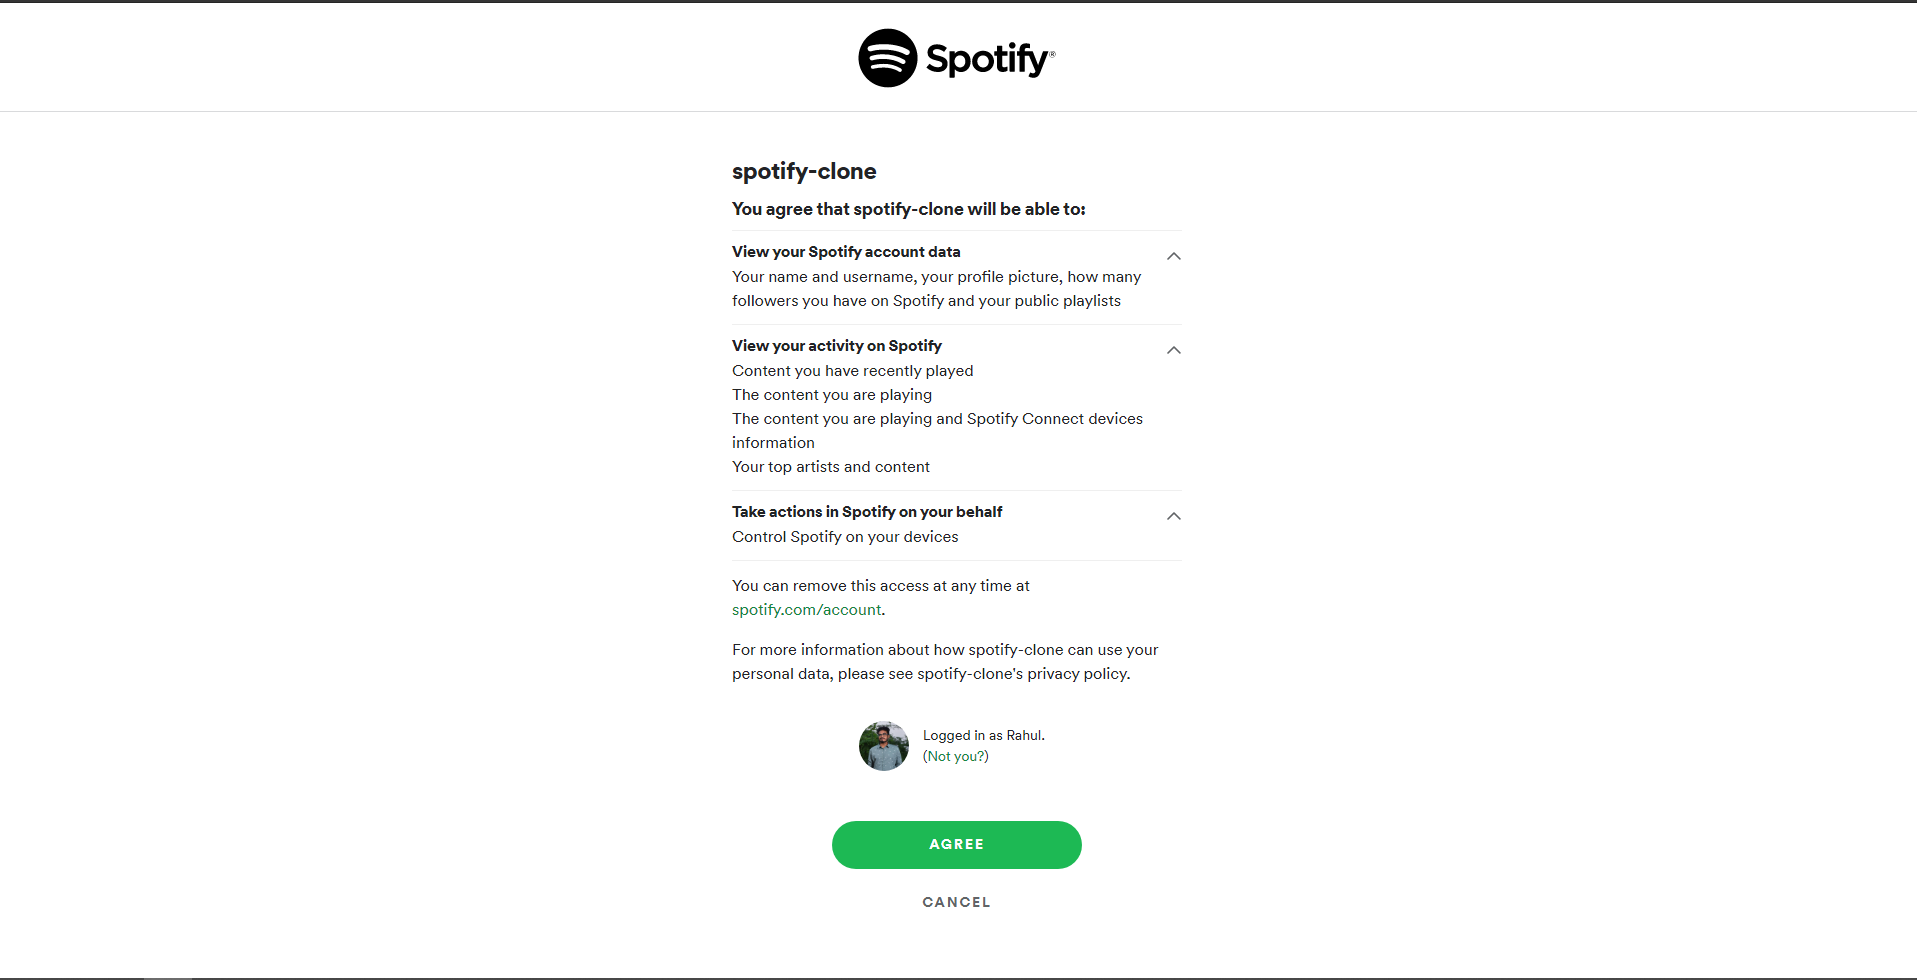 Spotify®
spotify-clone
You agree that spotify-clone will be able to:
View your Spotify account data
Your name and username, your profile picture, how many
followers you have on Spotify and your public playlists
View your activity on Spotify
Content you have recently played
The content you are playing
The content you are playing and Spotify Connect devices
information
Your top artists and content
Take actions in Spotify on your behalf
Control Spotify on your devices
You can remove this access at any time at
spotify.com/account.
For more information about how spotify-clone can use your
personal data, please see spotify-clone's privacy policy.
Logged in as Rahul.
(Not you?)
AGREE
CANCEL